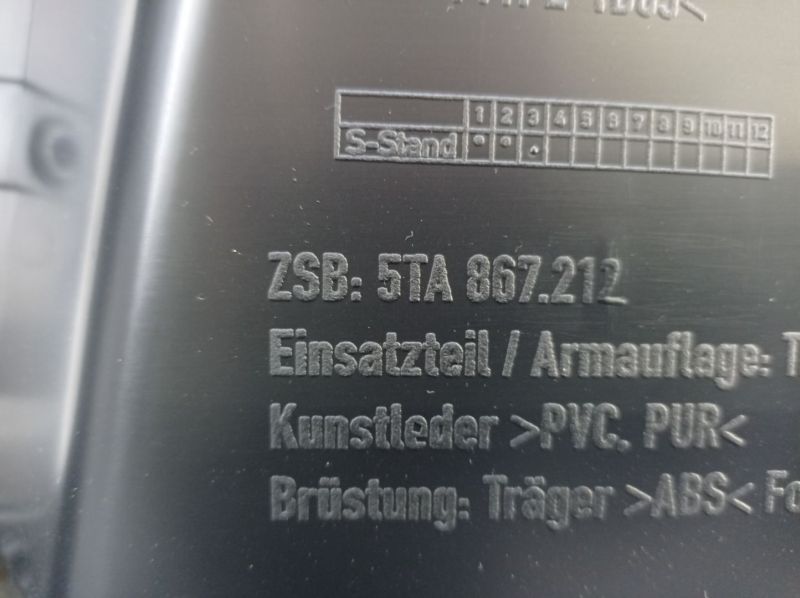 1 2 3 4 5 6 7 8 9 10 11 12
S-Stand
ZSB: 5TA 867.212
Einsatzteil / Armauflage: T
Kunstleder >PVC, PUR<
Brüstung: Träger >ABS< Fo